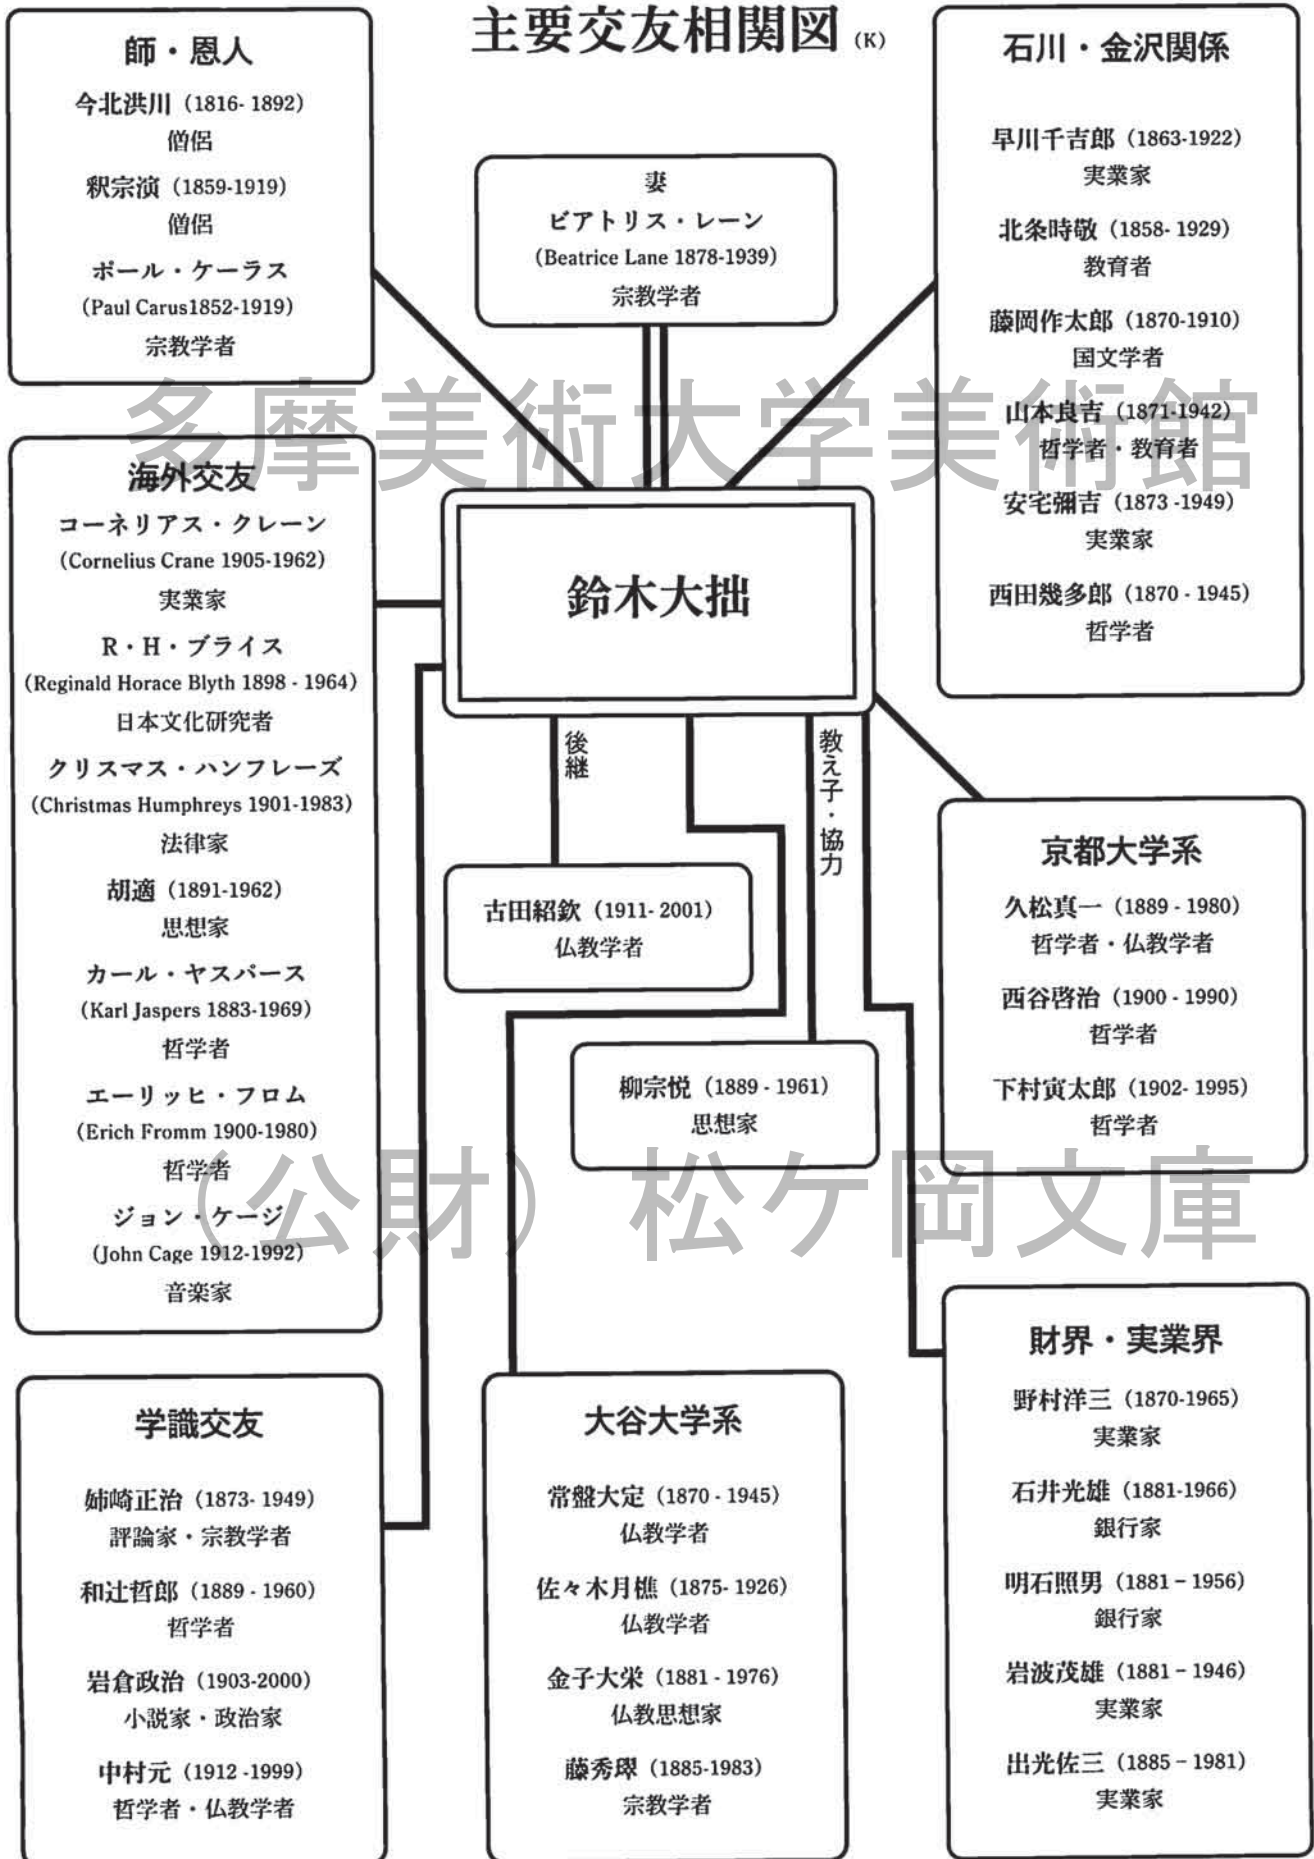 主要交友相関図 (K)
師・恩人
今北洪川 (1816- 1892)
僧侶
釈宗演 (1859-1919)
僧侶
ポール・ケーラス
(Paul Carus1852-1919)
宗教学者
妻
ビアトリス・レーン
(Beatrice Lane 1878-1939)
宗教学者
石川・金沢関係
早川千吉郎 (1863-1922)
実業家
北条時敬 (1858- 1929)
教育者
藤岡作太郎 (1870-1910)
国文学者
山本良吉 (1871-1942)
哲学者・教育者
安宅彌吉 (1873 -1949)
実業家
西田幾多郎 (1870 - 1945)
哲学者
多摩美術大学美術館
海外交友
コーネリアス・クレーン
(Cornelius Crane 1905-1962)
実業家
R・H・ブライス
(Reginald Horace Blyth 1898 - 1964)
日本文化研究者
クリスマス・ハンフレーズ
(Christmas Humphreys 1901-1983)
法律家
胡適 (1891-1962)
思想家
カール・ヤスパース
(Karl Jaspers 1883-1969)
哲学者
エーリッヒ・フロム
(Erich Fromm 1900-1980)
哲学者
ジョン・ケージ
(John Cage 1912-1992)
音楽家
鈴木大拙
後継
教え子・協力
古田紹欽 (1911- 2001)
仏教学者
柳宗悦 (1889 - 1961)
思想家
京都大学系
久松真一 (1889 - 1980)
哲学者・仏教学者
西谷啓治 (1900 - 1990)
哲学者
下村寅太郎 (1902- 1995)
哲学者
（公財）松ケ岡文庫
学識交友
姉崎正治 (1873- 1949)
評論家・宗教学者
和辻哲郎 (1889 - 1960)
哲学者
岩倉政治 (1903-2000)
小説家・政治家
中村元 (1912 -1999)
哲学者・仏教学者
大谷大学系
常盤大定 (1870 - 1945)
仏教学者
佐々木月樵 (1875- 1926)
仏教学者
金子大栄 (1881 - 1976)
仏教思想家
藤秀璻 (1885-1983)
宗教学者
財界・実業界
野村洋三 (1870-1965)
実業家
石井光雄 (1881-1966)
銀行家
明石照男 (1881－1956)
銀行家
岩波茂雄 (1881－1946)
実業家
出光佐三 (1885－1981)
実業家